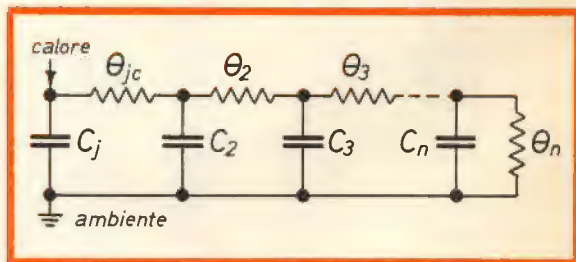 calore
θjc θ2 θ3
Cj C2 C3 Cn θn
ambiente